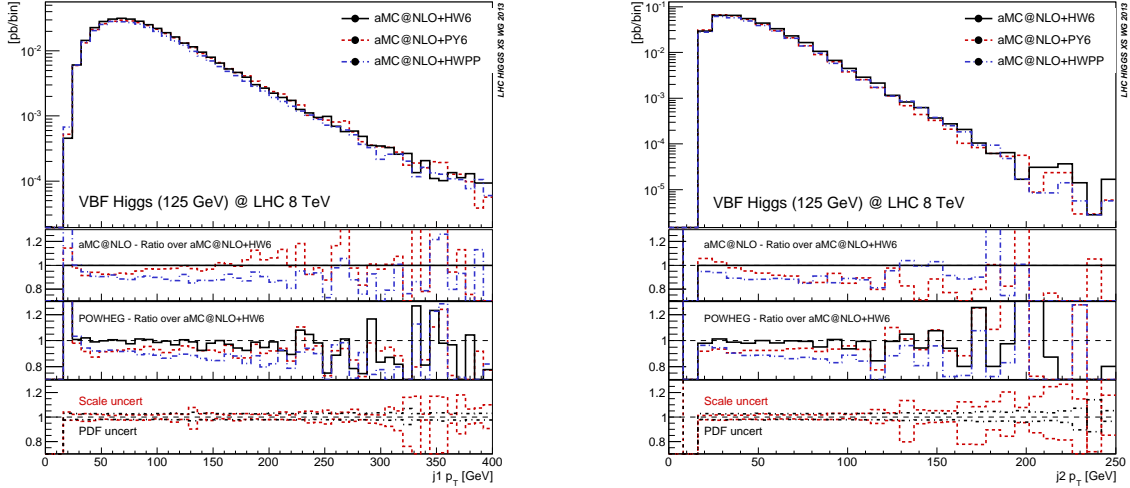 [pb/bin]
aMC@NLO+HW6
aMC@NLO+PY6
aMC@NLO+HWPP
LHC HIGGS XS WG 2013
10-2
10-3
10-4
VBF Higgs (125 GeV) @ LHC 8 TeV
1.2
1
0.8
aMC@NLO - Ratio over aMC@NLO+HW6
1.2
1
0.8
POWHEG - Ratio over aMC@NLO+HW6
1.2
1
0.8
Scale uncert
PDF uncert
0 50 100 150 200 250 300 350 400
j1 pT [GeV]
[pb/bin]
aMC@NLO+HW6
aMC@NLO+PY6
aMC@NLO+HWPP
LHC HIGGS XS WG 2013
10-1
10-2
10-3
10-4
10-5
VBF Higgs (125 GeV) @ LHC 8 TeV
1.2
1
0.8
aMC@NLO - Ratio over aMC@NLO+HW6
1.2
1
0.8
POWHEG - Ratio over aMC@NLO+HW6
1.2
1
0.8
Scale uncert
PDF uncert
0 50 100 150 200 250
j2 pT [GeV]